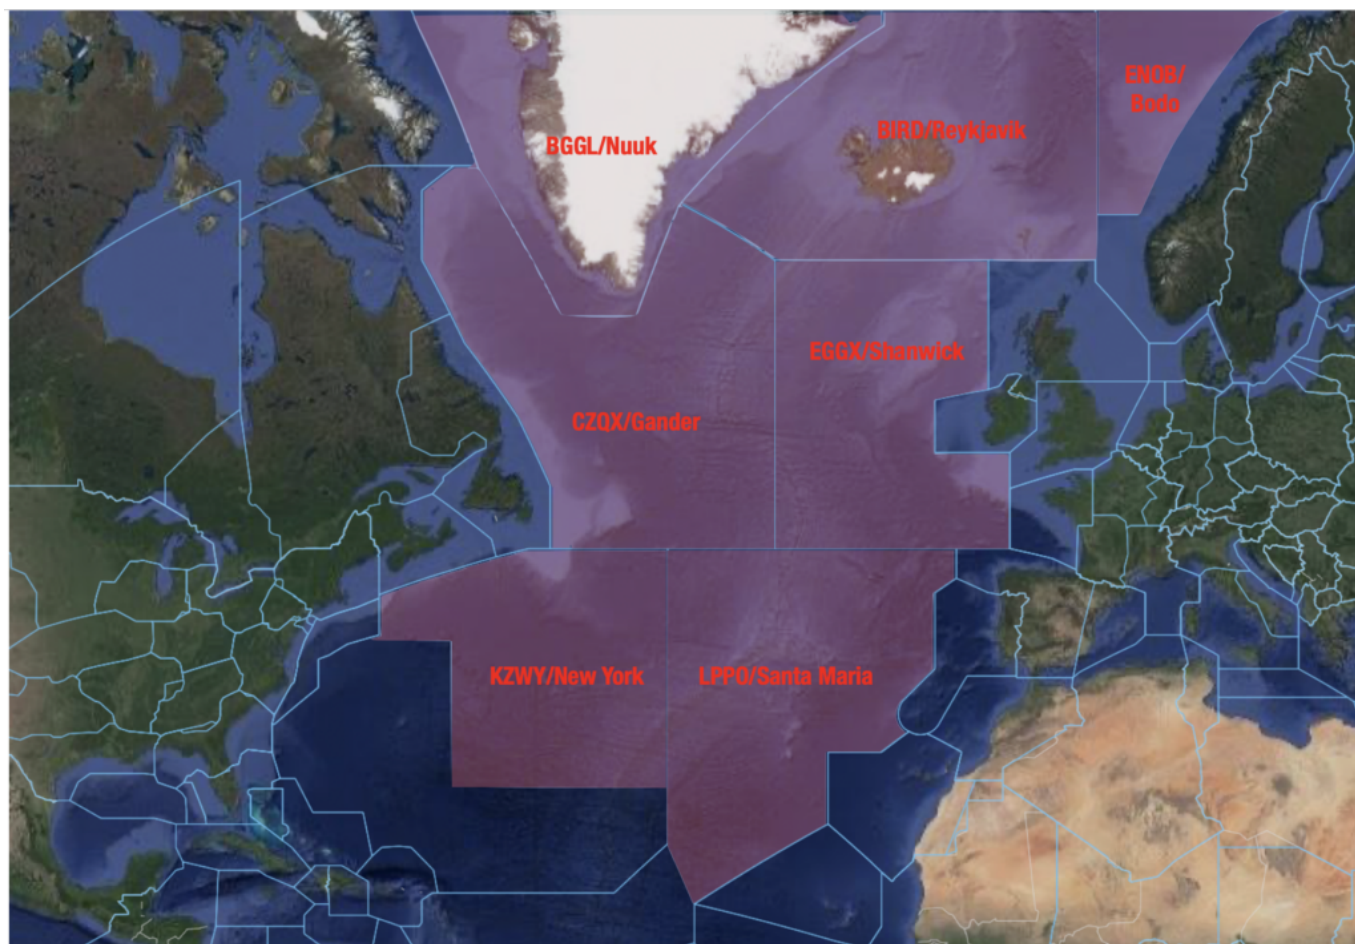 ENOB/
Bodo
BIRD/Reykjavik
BGGL/Nuuk
EGGX/Shanwick
CZQX/Gander
KZWY/New York
LPPO/Santa Maria